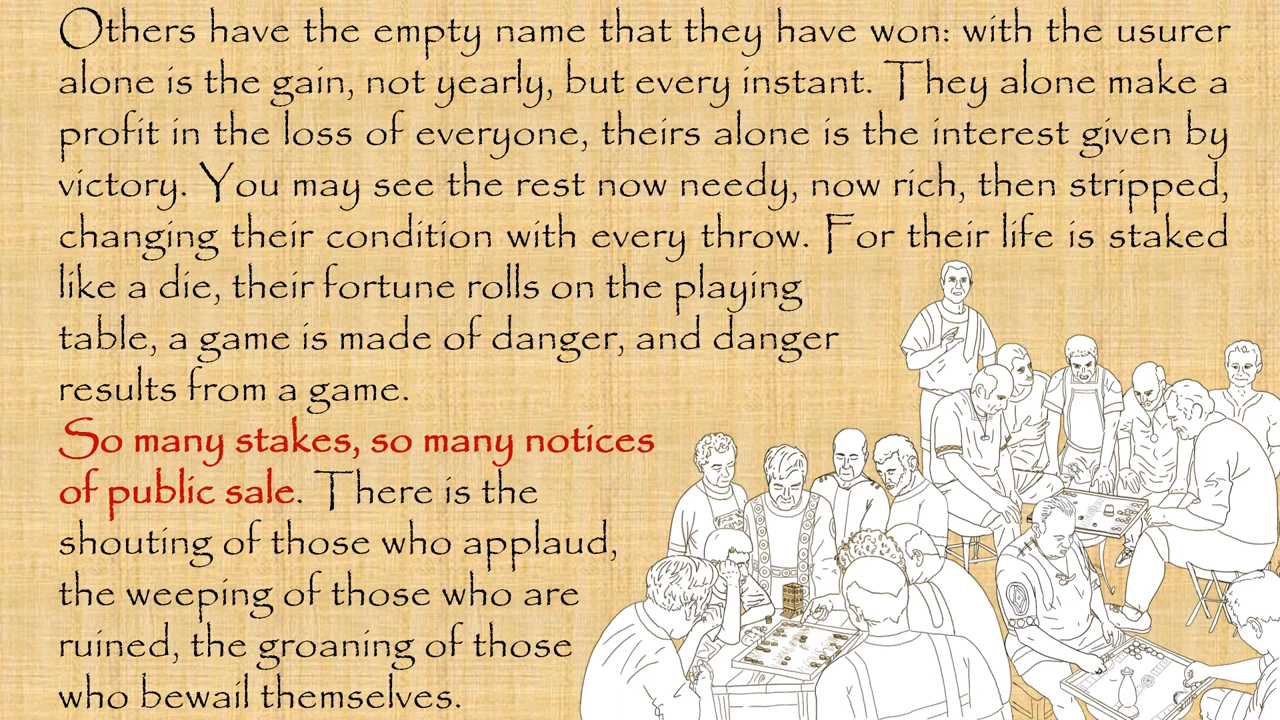 Others have the empty name that they have won: with the usurer
alone is the gain, not yearly, but every instant. They alone make a
profit in the loss of everyone, theirs alone is the interest given by
victory. You may see the rest now needy, now rich, then stripped,
changing their condition with every throw. For their life is staked
like a die, their fortune rolls on the playing
table, a game is made of danger, and danger
results from a game.
So many stakes, so many notices
of public sale. There is the
shouting of those who applaud,
the weeping of those who are
ruined, the groaning of those
who bewail themselves.